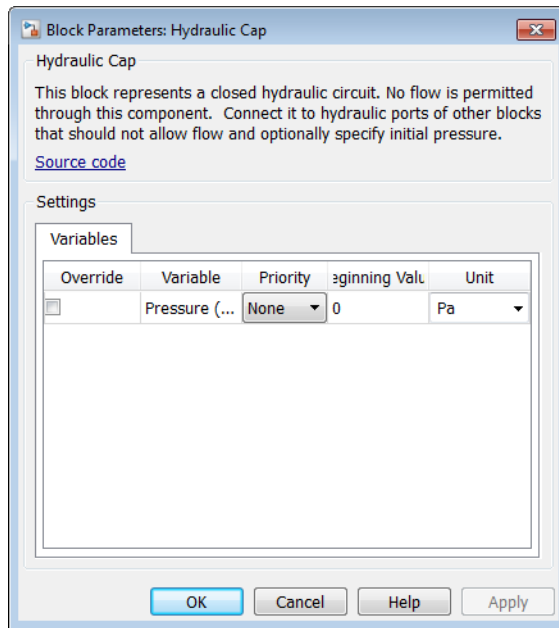 Block Parameters: Hydraulic Cap
Hydraulic Cap
This block represents a closed hydraulic circuit. No flow is permitted
through this component.  Connect it to hydraulic ports of other blocks
that should not allow flow and optionally specify initial pressure.
Source code
Settings
Variables
Override Variable Priority eginning Valu Unit
Pressure (... None 0 Pa
OK Cancel Help Apply